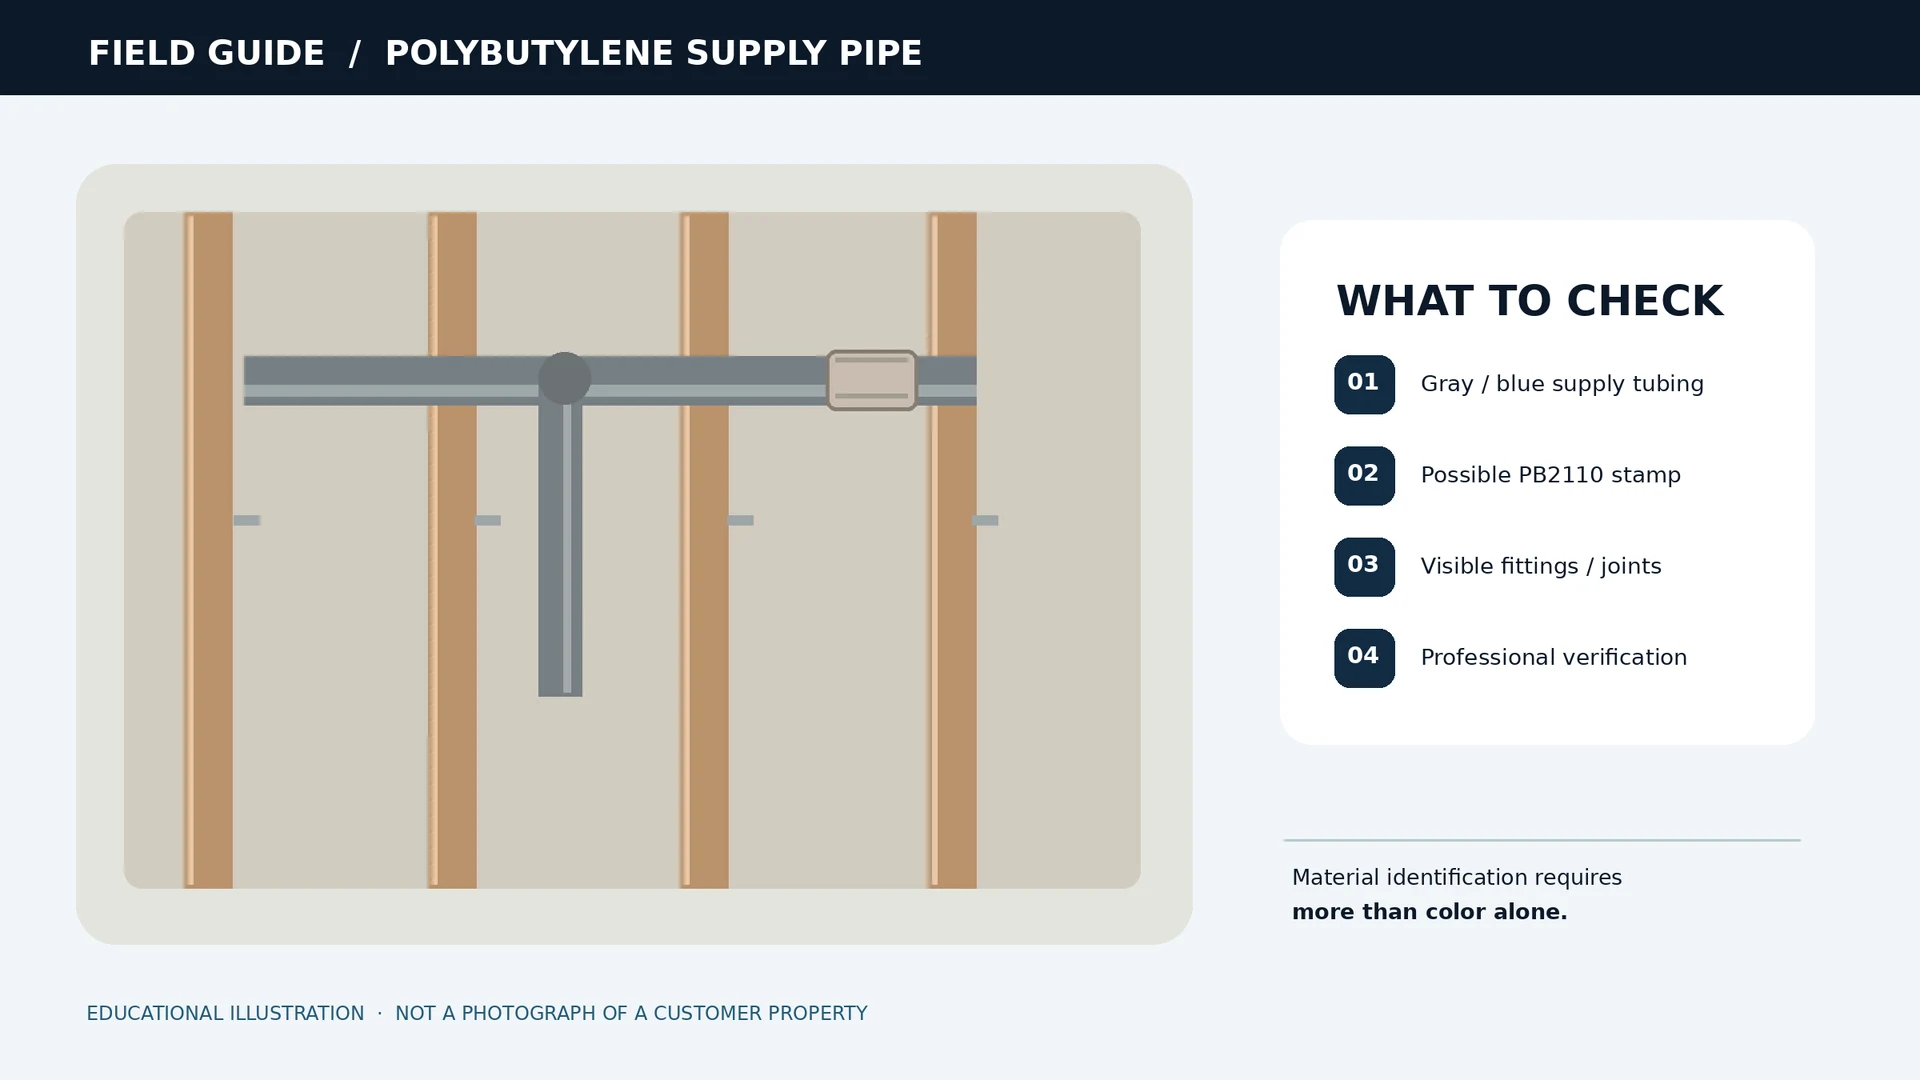 FIELD GUIDE / POLYBUTYLENE SUPPLY PIPE
WHAT TO CHECK
01 Gray / blue supply tubing
02 Possible PB2110 stamp
03 Visible fittings / joints
04 Professional verification
Material identification requires
more than color alone.
EDUCATIONAL ILLUSTRATION · NOT A PHOTOGRAPH OF A CUSTOMER PROPERTY